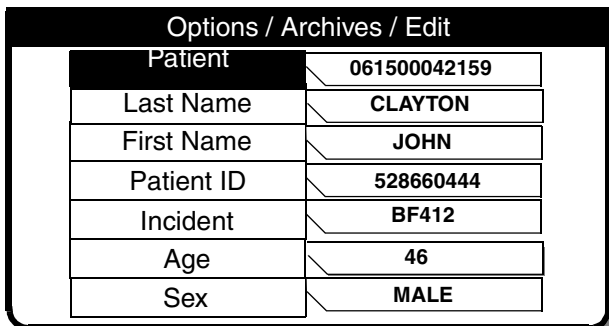 Options / Archives / Edit
Patient 061500042159
Last Name CLAYTON
First Name JOHN
Patient ID 528660444
Incident BF412
Age 46
Sex MALE